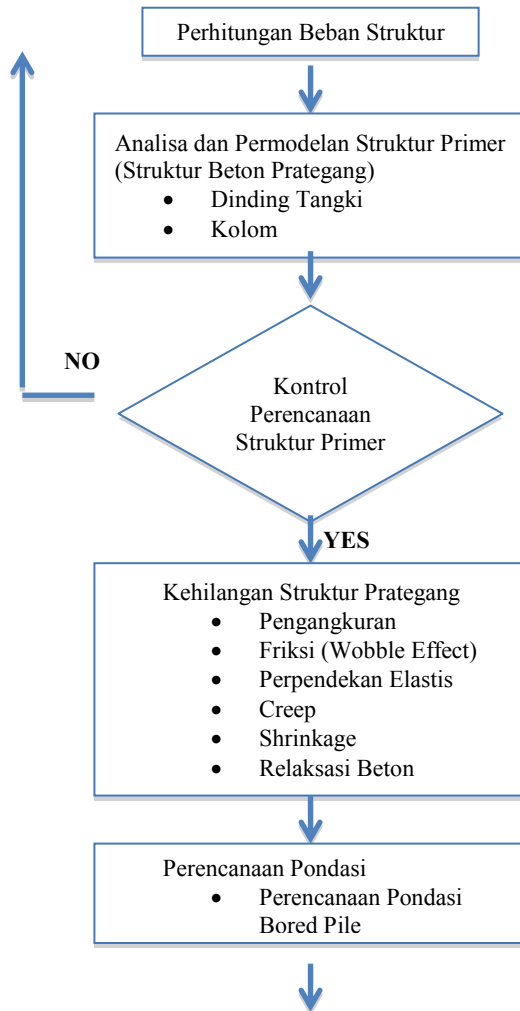 Perhitungan Beban Struktur
Analisa dan Permodelan Struktur Primer
(Struktur Beton Prategang)
• Dinding Tangki
• Kolom
NO
Kontrol
Perencanaan
Struktur Primer
YES
Kehilangan Struktur Prategang
• Pengangkuran
• Friksi (Wobble Effect)
• Perpendekan Elastis
• Creep
• Shrinkage
• Relaksasi Beton
Perencanaan Pondasi
• Perencanaan Pondasi
Bored Pile